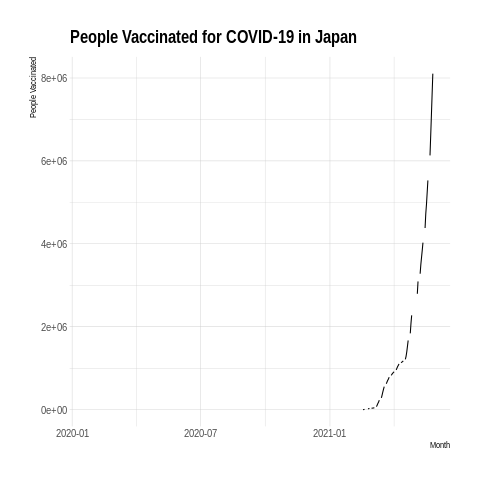 People Vaccinated for COVID-19 in Japan
People Vaccinated
8e+06
6e+06
4e+06
2e+06
0e+00
2020-01
2020-07
2021-01
Month